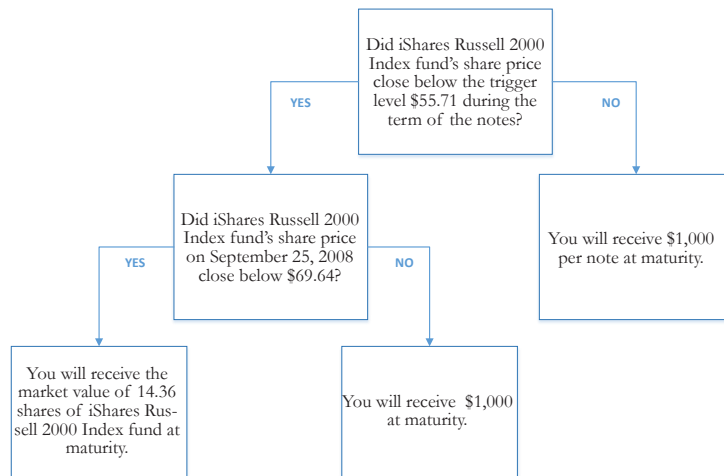 Did iShares Russell 2000
Index fund's share price
close below the trigger
level $55.71 during the
term of the notes?
YES
NO
Did iShares Russell 2000
Index fund's share price
on September 25, 2008
close below $69.64?
You will receive $1,000
per note at maturity.
YES
NO
You will receive the
market value of 14.36
shares of iShares Rus-
sell 2000 Index fund at
maturity.
You will receive $1,000
at maturity.